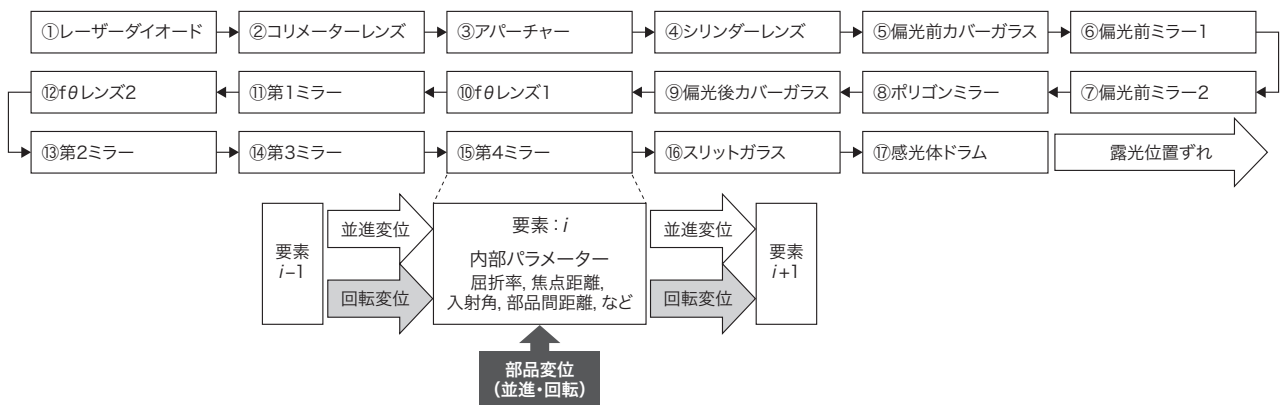 ①レーザーダイオード
②コリメーターレンズ
③アパーチャー
④シリンダーレンズ
⑤偏光前カバーガラス
⑥偏光前ミラー1
⑦偏光前ミラー2
⑧ポリゴンミラー
⑨偏光後カバーガラス
⑩fθレンズ1
⑪第1ミラー
⑫fθレンズ2
⑬第2ミラー
⑭第3ミラー
⑮第4ミラー
⑯スリットガラス
⑰感光体ドラム
露光位置ずれ
要素
i–1
並進変位
回転変位
要素：i
内部パラメーター
屈折率, 焦点距離,
入射角, 部品間距離, など
並進変位
回転変位
要素
i+1
部品変位
(並進・回転)